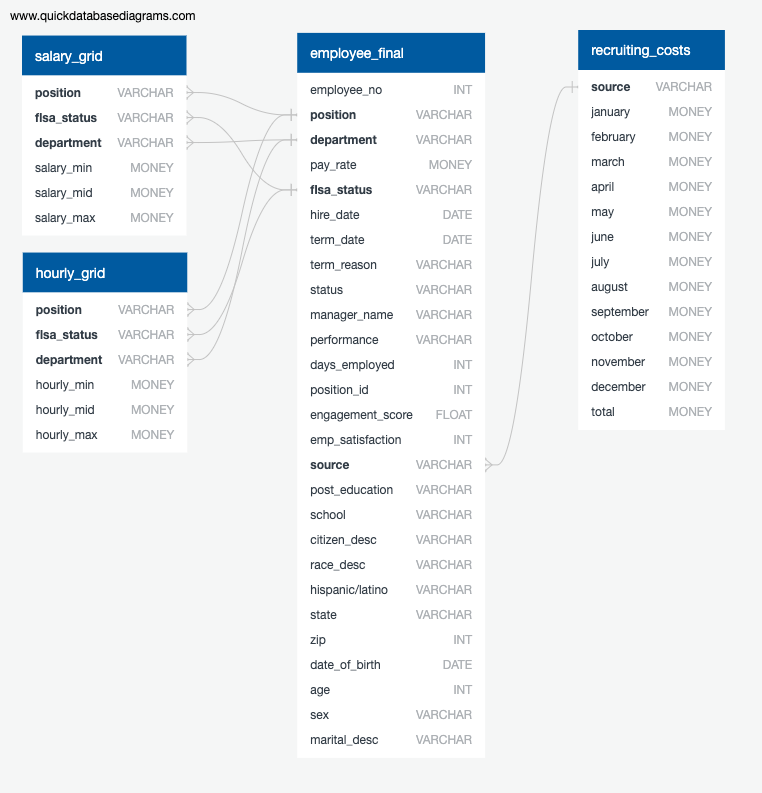 www.quickdatabasediagrams.com
salary_grid
position VARCHAR
flsa_status VARCHAR
department VARCHAR
salary_min MONEY
salary_mid MONEY
salary_max MONEY
hourly_grid
position VARCHAR
flsa_status VARCHAR
department VARCHAR
hourly_min MONEY
hourly_mid MONEY
hourly_max MONEY
employee_final
employee_no INT
position VARCHAR
department VARCHAR
pay_rate MONEY
flsa_status VARCHAR
hire_date DATE
term_date DATE
term_reason VARCHAR
status VARCHAR
manager_name VARCHAR
performance VARCHAR
days_employed INT
position_id INT
engagement_score FLOAT
emp_satisfaction INT
source VARCHAR
post_education VARCHAR
school VARCHAR
citizen_desc VARCHAR
race_desc VARCHAR
hispanic/latino VARCHAR
state VARCHAR
zip INT
date_of_birth DATE
age INT
sex VARCHAR
marital_desc VARCHAR
recruiting_costs
source VARCHAR
january MONEY
february MONEY
march MONEY
april MONEY
may MONEY
june MONEY
july MONEY
august MONEY
september MONEY
october MONEY
november MONEY
december MONEY
total MONEY